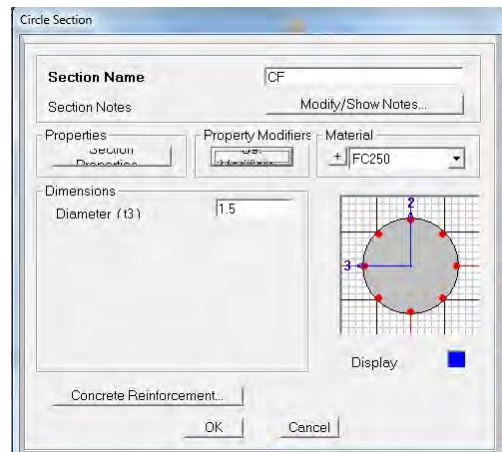 Circle Section
Section Name CF
Section Notes Modify/Show Notes...
Properties Property Modifiers Material
Section + FC250
Dimensions
Diameter (t3) 1.5
2
3
Display
Concrete Reinforcement...
OK Cancel